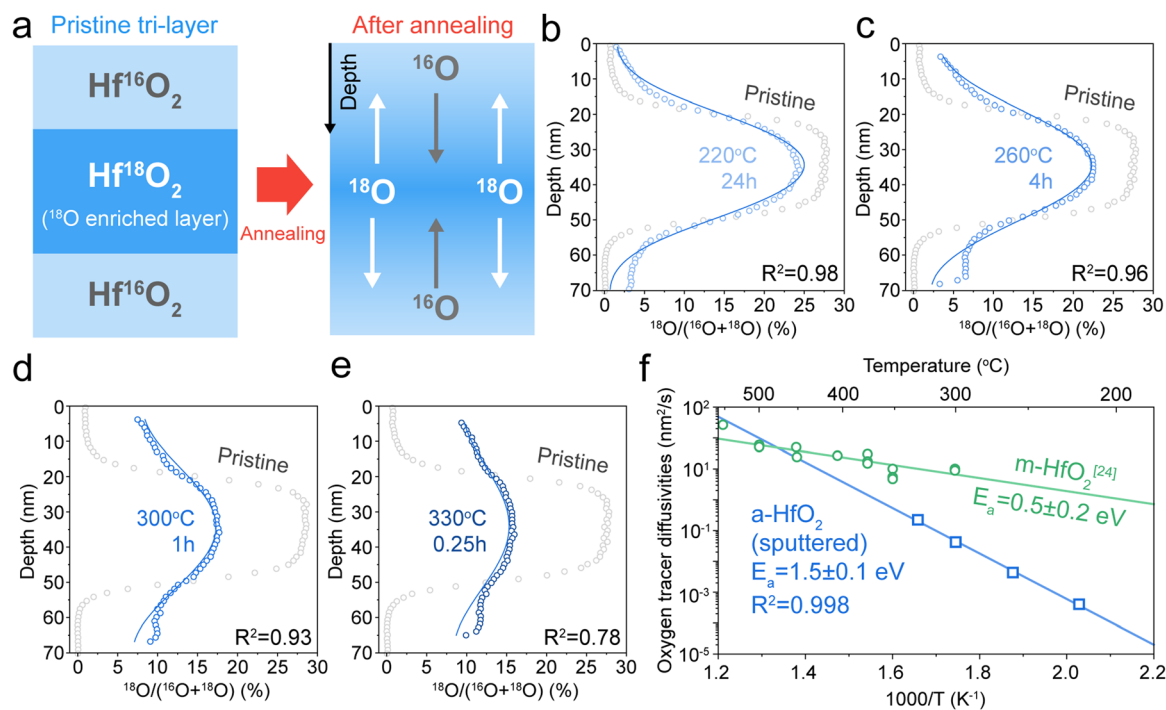 a
Pristine tri-layer
Hf¹⁶O₂
Hf¹⁸O₂
(¹⁸O enriched layer)
Hf¹⁶O₂
Annealing
After annealing
Depth
¹⁶O
¹⁸O
¹⁸O
¹⁶O
b
Pristine
220°C
24h
R²=0.98
Depth (nm)
0
10
20
30
40
50
60
70
0 5 10 15 20 25 30
¹⁸O/(¹⁶O+¹⁸O) (%)
c
Pristine
260°C
4h
R²=0.96
Depth (nm)
0
10
20
30
40
50
60
70
0 5 10 15 20 25 30
¹⁸O/(¹⁶O+¹⁸O) (%)
d
Pristine
300°C
1h
R²=0.93
Depth (nm)
0
10
20
30
40
50
60
70
0 5 10 15 20 25 30
¹⁸O/(¹⁶O+¹⁸O) (%)
e
Pristine
330°C
0.25h
R²=0.78
Depth (nm)
0
10
20
30
40
50
60
70
0 5 10 15 20 25 30
¹⁸O/(¹⁶O+¹⁸O) (%)
f
Temperature (°C)
500 400 300 200
Oxygen tracer diffusivities (nm²/s)
10²
10¹
10⁻¹
10⁻³
10⁻⁵
m-HfO₂[24]
Eₐ=0.5±0.2 eV
a-HfO₂
(sputtered)
Eₐ=1.5±0.1 eV
R²=0.998
1.2 1.4 1.6 1.8 2.0 2.2
1000/T (K⁻¹)